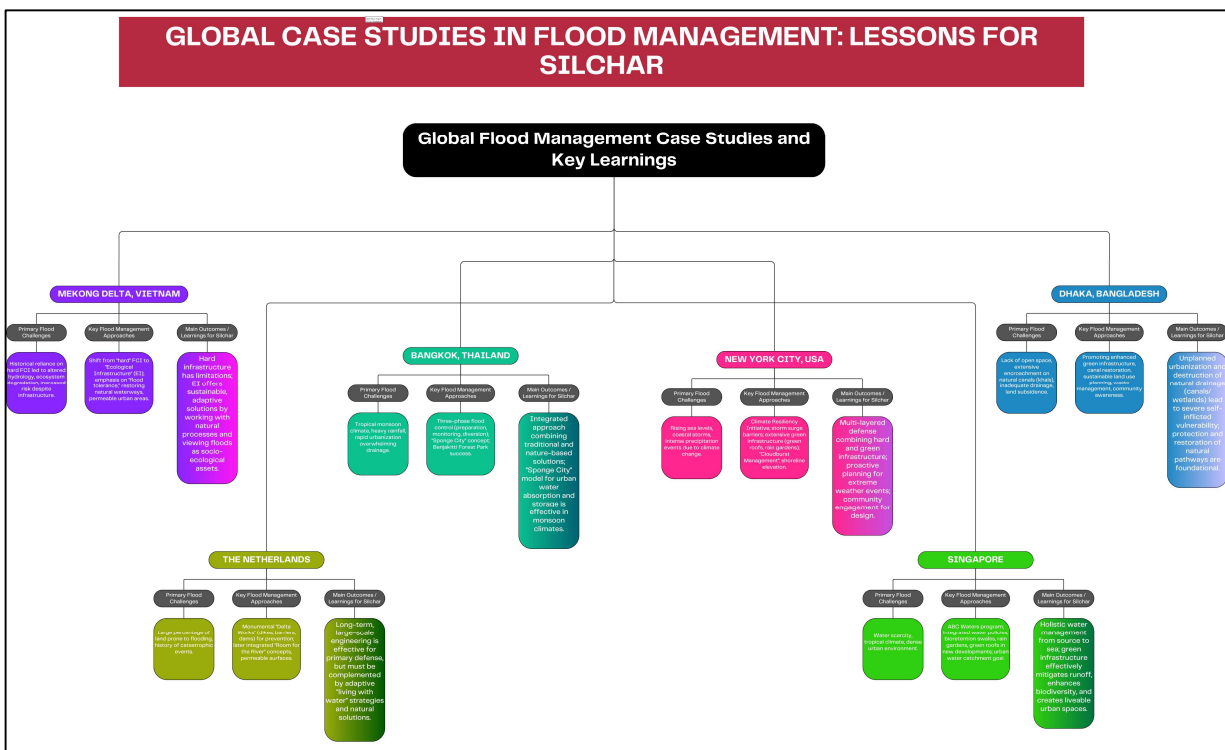 GLOBAL CASE STUDIES IN FLOOD MANAGEMENT: LESSONS FOR
SILCHAR
Global Flood Management Case Studies and
Key Learnings
MEKONG DELTA, VIETNAM
Primary Flood
Challenges
Historical reliance on
hard FCI led to altered
hydrology, ecosystem
degradation, increased
risk despite
infrastructure.
Key Flood Management
Approaches
Shift from "hard" FCI to
"Ecological
Infrastructure" (EI);
emphasis on "flood
tolerance," restoring
natural waterways,
permeable urban areas.
Main Outcomes /
Learnings for Silchar
Hard
infrastructure
has limitations;
EI offers
sustainable,
adaptive
solutions by
working with
natural
processes and
viewing floods
as socio-
ecological
assets.
BANGKOK, THAILAND
Primary Flood
Challenges
Tropical monsoon
climate, heavy rainfall,
rapid urbanization
overwhelming
drainage.
Key Flood Management
Approaches
Three-phase flood
control (preparation,
monitoring, diversion);
"Sponge City" concept;
Benjakitti Forest Park
success.
Main Outcomes /
Learnings for Silchar
Integrated
approach
combining
traditional and
nature-based
solutions;
"Sponge City"
model for urban
water
absorption and
storage is
effective in
monsoon
climates.
NEW YORK CITY, USA
Primary Flood
Challenges
Rising sea levels,
coastal storms,
intense precipitation
events due to climate
change.
Key Flood Management
Approaches
Climate Resiliency
Initiative; storm surge
barriers, extensive green
infrastructure (green
roofs, rain gardens);
"Cloudburst
Management"; shoreline
elevation.
Main Outcomes /
Learnings for Silchar
Multi-layered
defense
combining hard
and green
infrastructure;
proactive
planning for
extreme
weather events;
community
engagement for
design.
DHAKA, BANGLADESH
Primary Flood
Challenges
Lack of open space,
extensive
encroachment on
natural canals (khals),
inadequate drainage,
land subsidence.
Key Flood Management
Approaches
Promoting enhanced
green infrastructure,
canal restoration,
sustainable land use
planning, waste
management, community
awareness.
Main Outcomes /
Learnings for Silchar
Unplanned
urbanization and
destruction of
natural drainage
(canals/
wetlands) lead
to severe self-
inflicted
vulnerability;
protection and
restoration of
natural
pathways are
foundational.
THE NETHERLANDS
Primary Flood
Challenges
Large percentage of
land prone to flooding,
history of catastrophic
events.
Key Flood Management
Approaches
Monumental "Delta
Works" (dikes, barriers,
dams) for prevention;
later integrated "Room for
the River" concepts,
permeable surfaces.
Main Outcomes /
Learnings for Silchar
Long-term,
large-scale
engineering is
effective for
primary defense,
but must be
complemented
by adaptive
"living with
water" strategies
and natural
solutions.
SINGAPORE
Primary Flood
Challenges
Water scarcity,
tropical climate, dense
urban environment.
Key Flood Management
Approaches
ABC Waters program;
integrated water policies,
bioretention swales, rain
gardens, green roofs in
new developments; urban
water catchment goal.
Main Outcomes /
Learnings for Silchar
Holistic water
management
from source to
sea; green
infrastructure
effectively
mitigates runoff,
enhances
biodiversity, and
creates liveable
urban spaces.